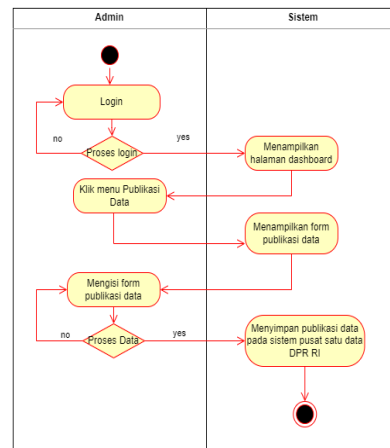 Admin
Sistem
Login
no
Proses login
yes
Menampilkan
halaman dashboard
Klik menu Publikasi
Data
Menampilkan form
publikasi data
Mengisi form
publikasi data
no
Proses Data
yes
Menyimpan publikasi data
pada sistem pusat satu data
DPR RI